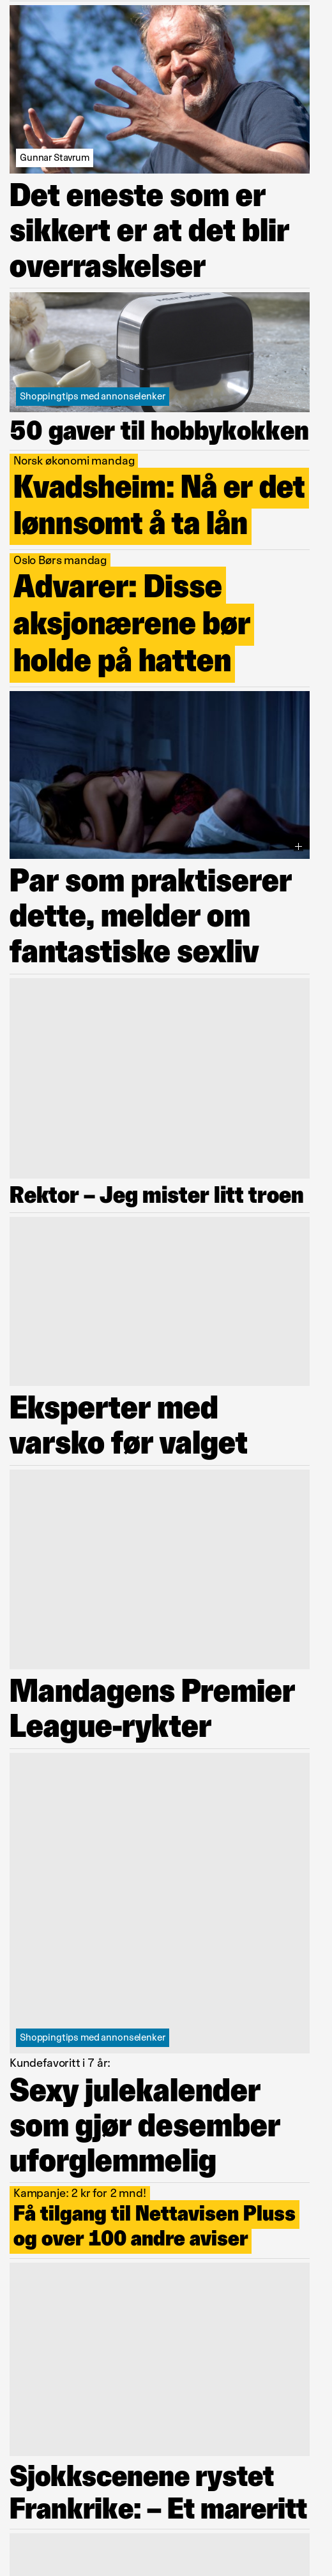 Gunnar Stavrum
Det eneste som er
sikkert er at det blir
overraskelser
Shoppingtips med annonselenker
50 gaver til hobbykokken
Norsk økonomi mandag
Kvadsheim: Nå er det
lønnsomt å ta lån
Oslo Børs mandag
Advarer: Disse
aksjonærene bør
holde på hatten
Par som praktiserer
dette, melder om
fantastiske sexliv
Rektor – Jeg mister litt troen
Eksperter med
varsko før valget
Mandagens Premier
League-rykter
Shoppingtips med annonselenker
Kundefavoritt i 7 år:
Sexy julekalender
som gjør desember
uforglemmelig
Kampanje: 2 kr for 2 mnd!
Få tilgang til Nettavisen Pluss
og over 100 andre aviser
Sjokkscenene rystet
Frankrike: – Et mareritt